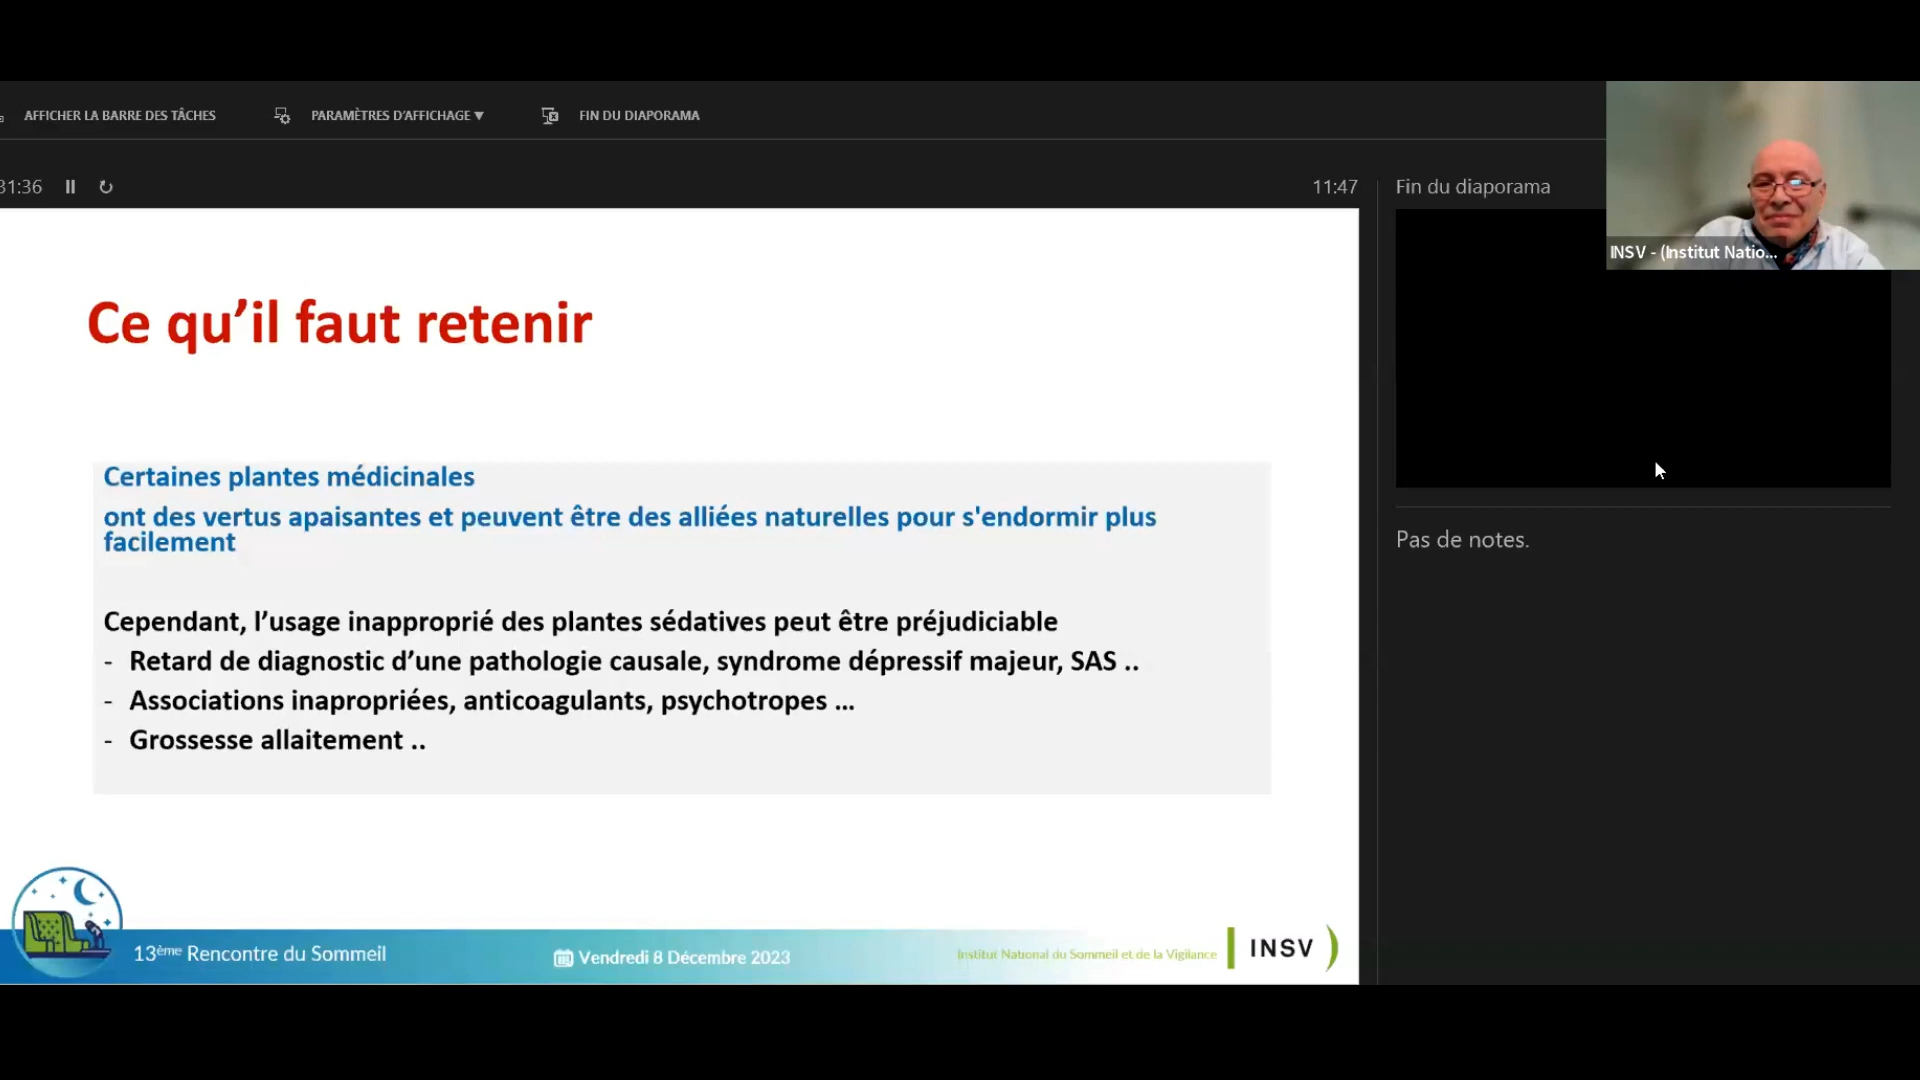 AFFICHER LA BARRE DES TÂCHES
PARAMÈTRES D'AFFICHAGE ▼
FIN DU DIAPORAMA
31:36
11:47
Fin du diaporama
INSV - (Institut Natio...
Ce qu’il faut retenir
Certaines plantes médicinales
ont des vertus apaisantes et peuvent être des alliées naturelles pour s'endormir plus
facilement
Cependant, l’usage inapproprié des plantes sédatives peut être préjudiciable
- Retard de diagnostic d’une pathologie causale, syndrome dépressif majeur, SAS ..
- Associations inapropriées, anticoagulants, psychotropes ...
- Grossesse allaitement ..
Pas de notes.
13ème Rencontre du Sommeil
Vendredi 8 Décembre 2023
Institut National du Sommeil et de la Vigilance
INSV